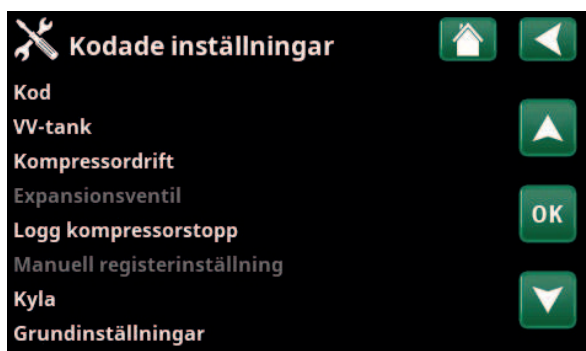 Kodade inställningar
Kod
VV-tank
Kompressordrift
Expansionsventil
Logg kompressorstopp
Manuell registerinställning
Kyla
Grundinställningar
OK